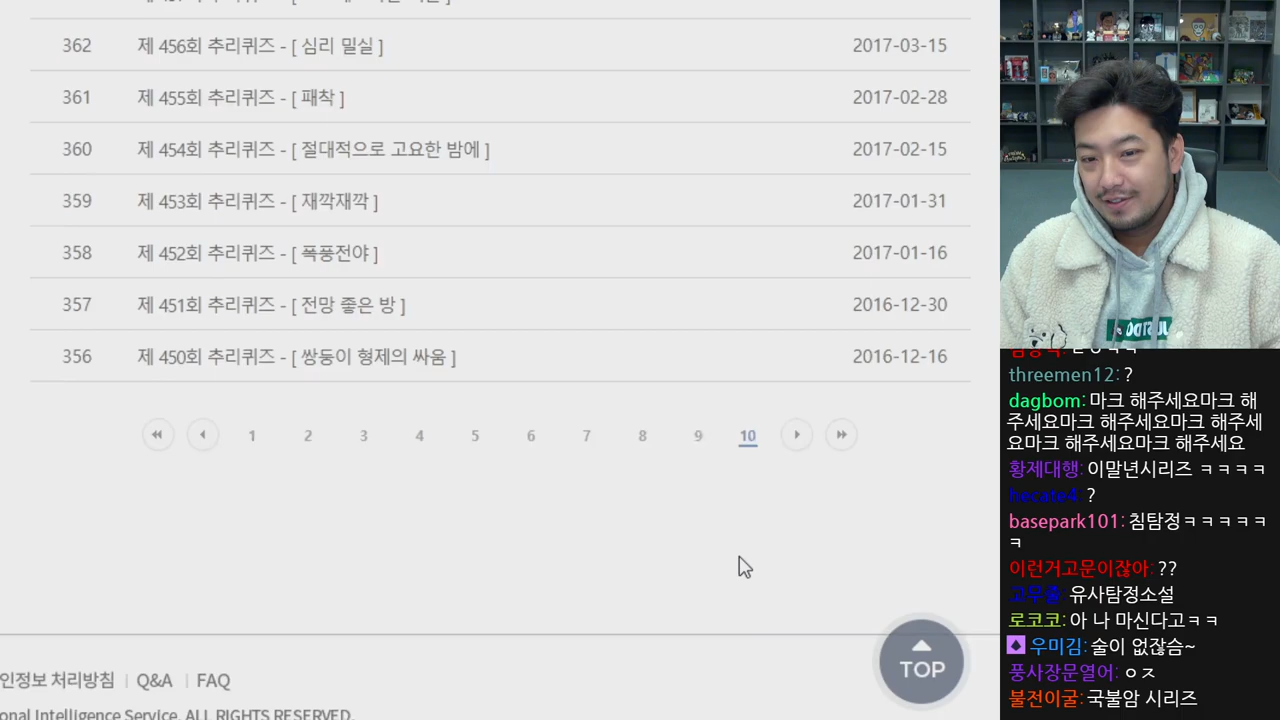 362 제 456회 추리퀴즈 - [ 심리 밀실 ] 2017-03-15
361 제 455회 추리퀴즈 - [ 패착 ] 2017-02-28
360 제 454회 추리퀴즈 - [ 절대적으로 고요한 밤에 ] 2017-02-15
359 제 453회 추리퀴즈 - [ 재깍재깍 ] 2017-01-31
358 제 452회 추리퀴즈 - [ 폭풍전야 ] 2017-01-16
357 제 451회 추리퀴즈 - [ 전망 좋은 방 ] 2016-12-30
356 제 450회 추리퀴즈 - [ 쌍둥이 형제의 싸움 ] 2016-12-16
1 2 3 4 5 6 7 8 9 10
TOP
인정보 처리방침 | Q&A | FAQ
onal Intelligence Service. ALL RIGHTS RESERVED.
threemen12: ?
dagbom: 마크 해주세요마크 해
주세요마크 해주세요마크 해주세
요마크 해주세요마크 해주세요
황제대행: 이말년시리즈 ㅋㅋㅋㅋ
hecate4: ?
basepark101: 침탐정ㅋㅋㅋㅋㅋ
ㅋ
이런거고문이잖아: ??
고무줄: 유사탐정소설
로코코: 아 나 마신다고ㅋㅋ
우미김: 술이 없잖슴~
풍사장문열어: ㅇㅈ
불전이굴: 국불암 시리즈